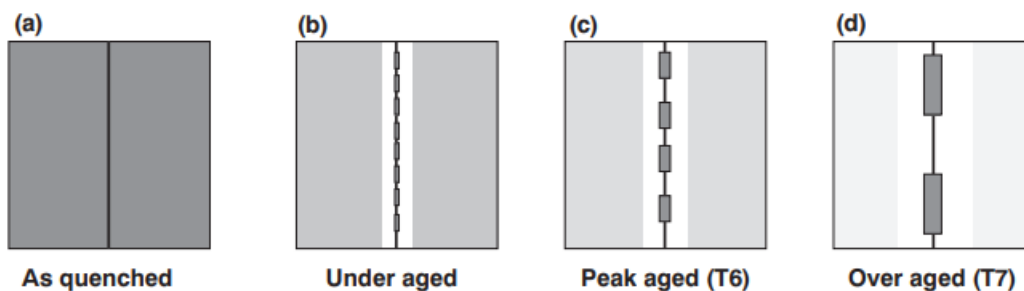 (a)
(b)
(c)
(d)
As quenched
Under aged
Peak aged (T6)
Over aged (T7)